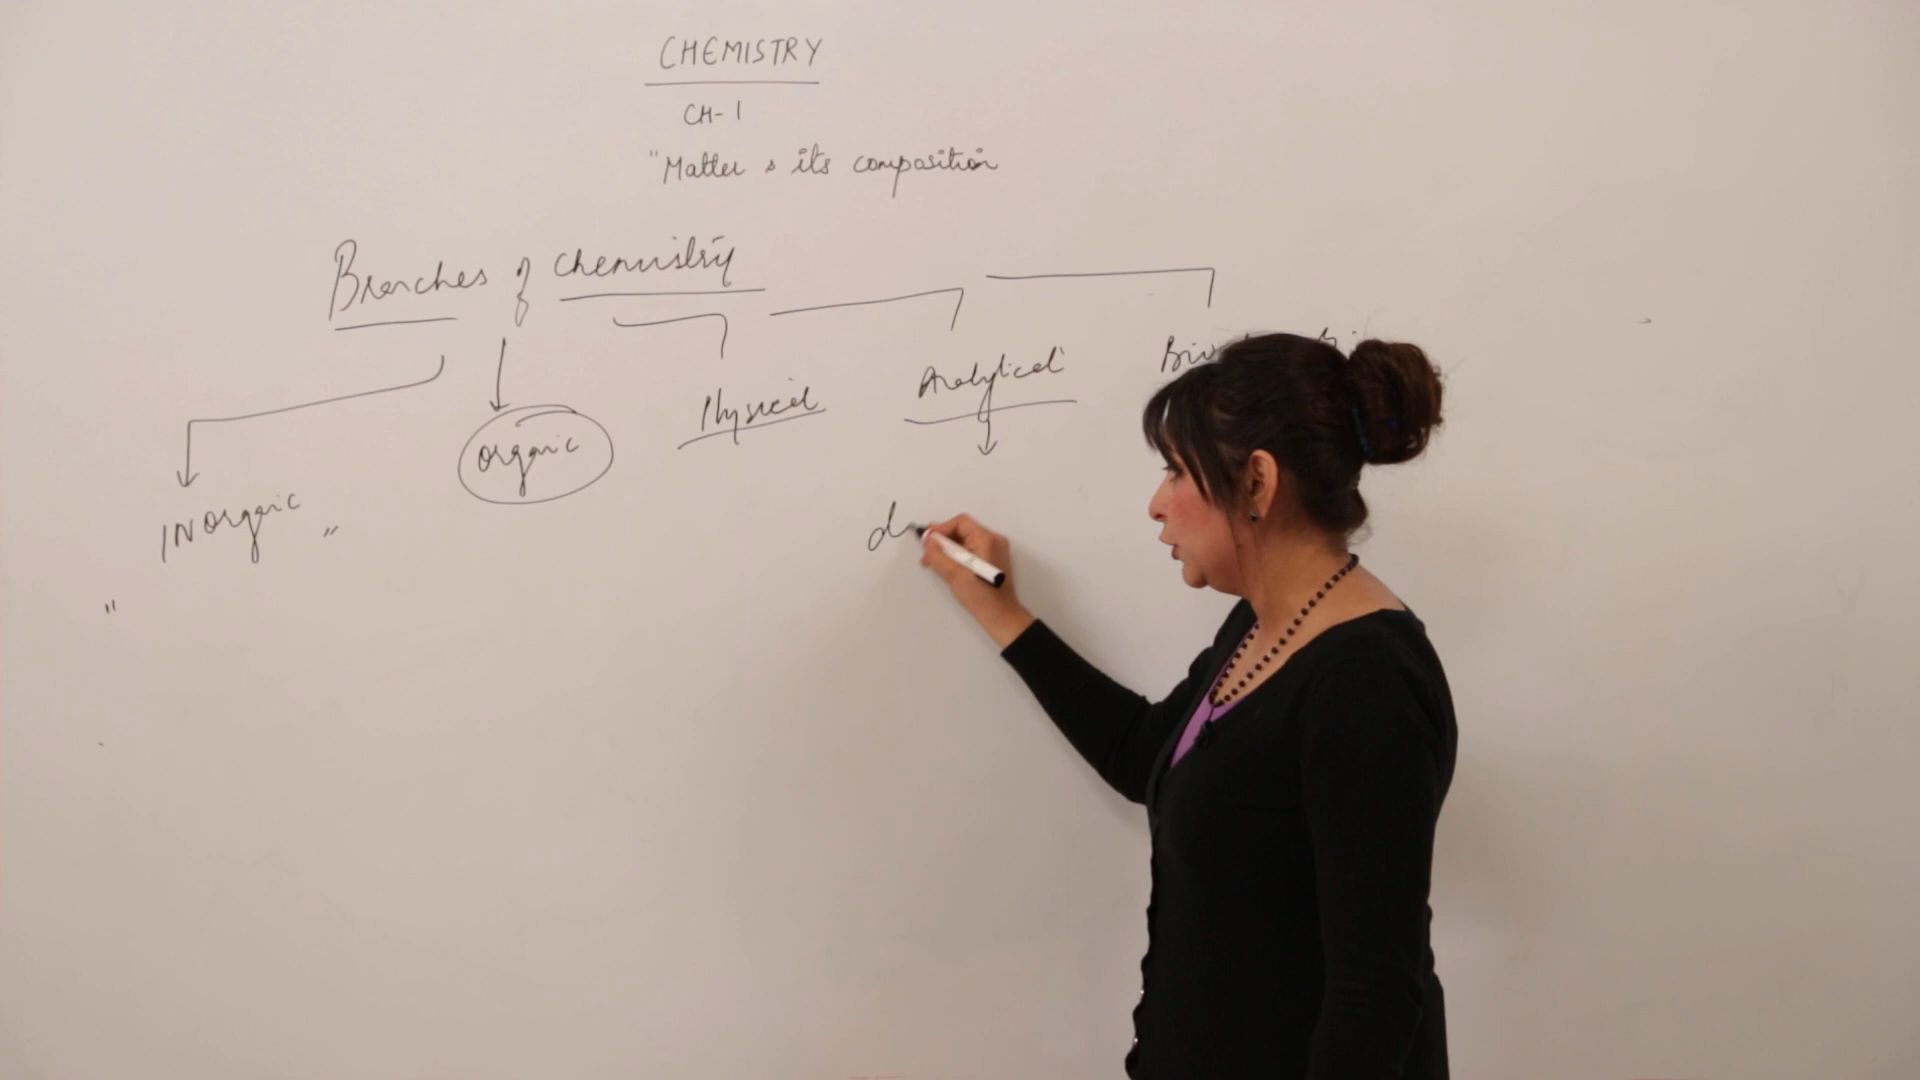 CHEMISTRY
CH-1
"Matter & its composition
Branches of chemistry
INorganic "
organic
Physical
Analytical
"